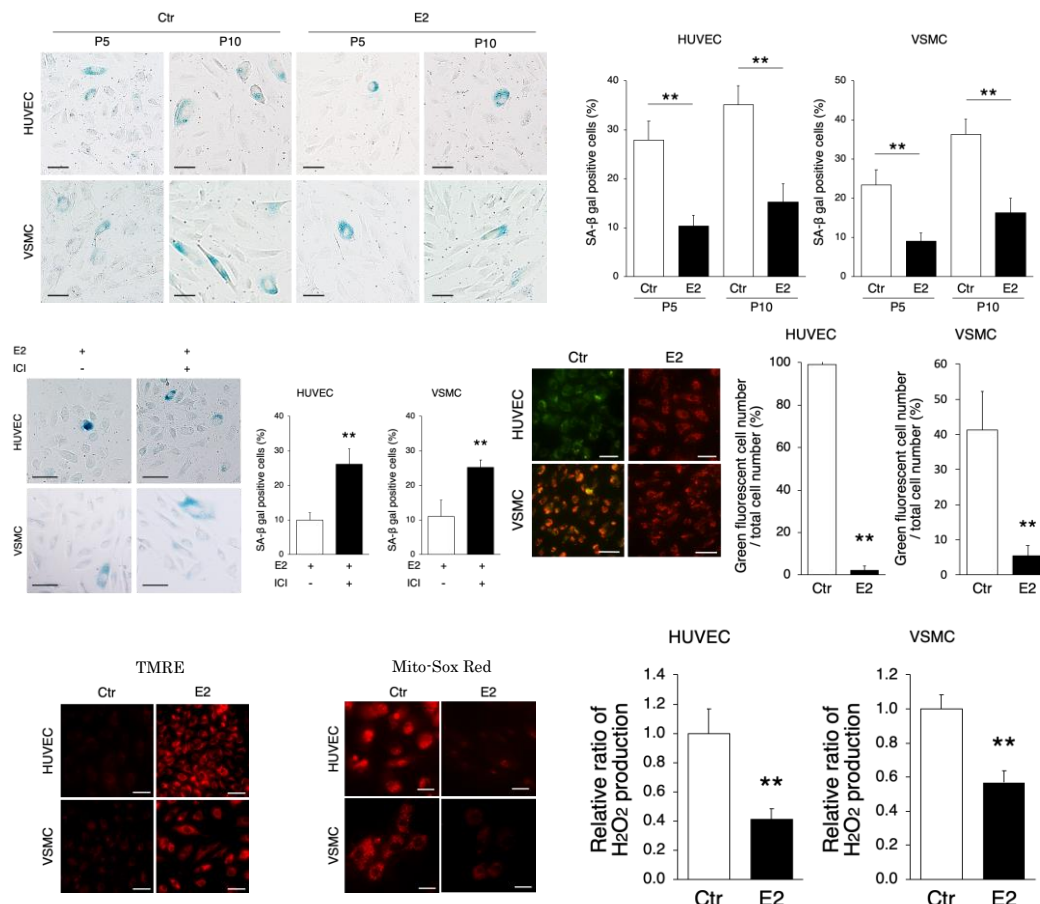 Ctr E2
P5 P10 P5 P10
HUVEC
VSMC
HUVEC
SA-β gal positive cells (%)
40
30
20
10
0
**
**
Ctr E2 Ctr E2
P5 P10
VSMC
SA-β gal positive cells (%)
50
40
30
20
10
0
**
**
Ctr E2 Ctr E2
P5 P10
E2 + +
ICI - +
HUVEC
VSMC
HUVEC
SA-β gal positive cells (%)
40
30
20
10
0
**
E2 + +
ICI - +
VSMC
SA-β gal positive cells (%)
40
30
20
10
0
**
E2 + +
ICI - +
Ctr E2
HUVEC
VSMC
HUVEC
Green fluorescent cell number
/ total cell number (%)
100
80
60
40
20
0
**
Ctr E2
VSMC
Green fluorescent cell number
/ total cell number (%)
60
50
40
30
20
10
0
**
Ctr E2
TMRE
Ctr E2
HUVEC
VSMC
Mito-Sox Red
Ctr E2
HUVEC
VSMC
HUVEC
Relative ratio of
H2O2 production
1.4
1.2
1.0
0.8
0.6
0.4
0.2
0.0
**
Ctr E2
VSMC
Relative ratio of
H2O2 production
1.2
1.0
0.8
0.6
0.4
0.2
0.0
**
Ctr E2